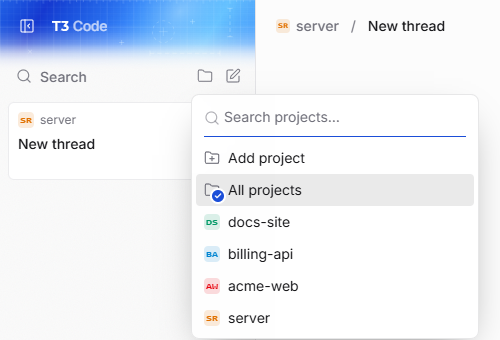 T3 Code
SR server / New thread
Search
SR server
New thread
Search projects...
Add project
All projects
DS docs-site
BA billing-api
AW acme-web
SR server